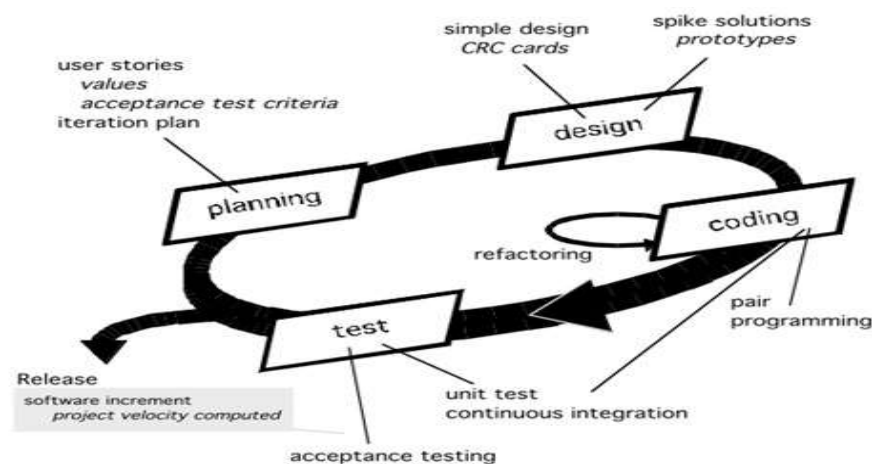 simple design
CRC cards
spike solutions
prototypes
user stories
values
acceptance test criteria
iteration plan
design
planning
coding
refactoring
test
pair
programming
Release
software increment
project velocity computed
unit test
continuous integration
acceptance testing